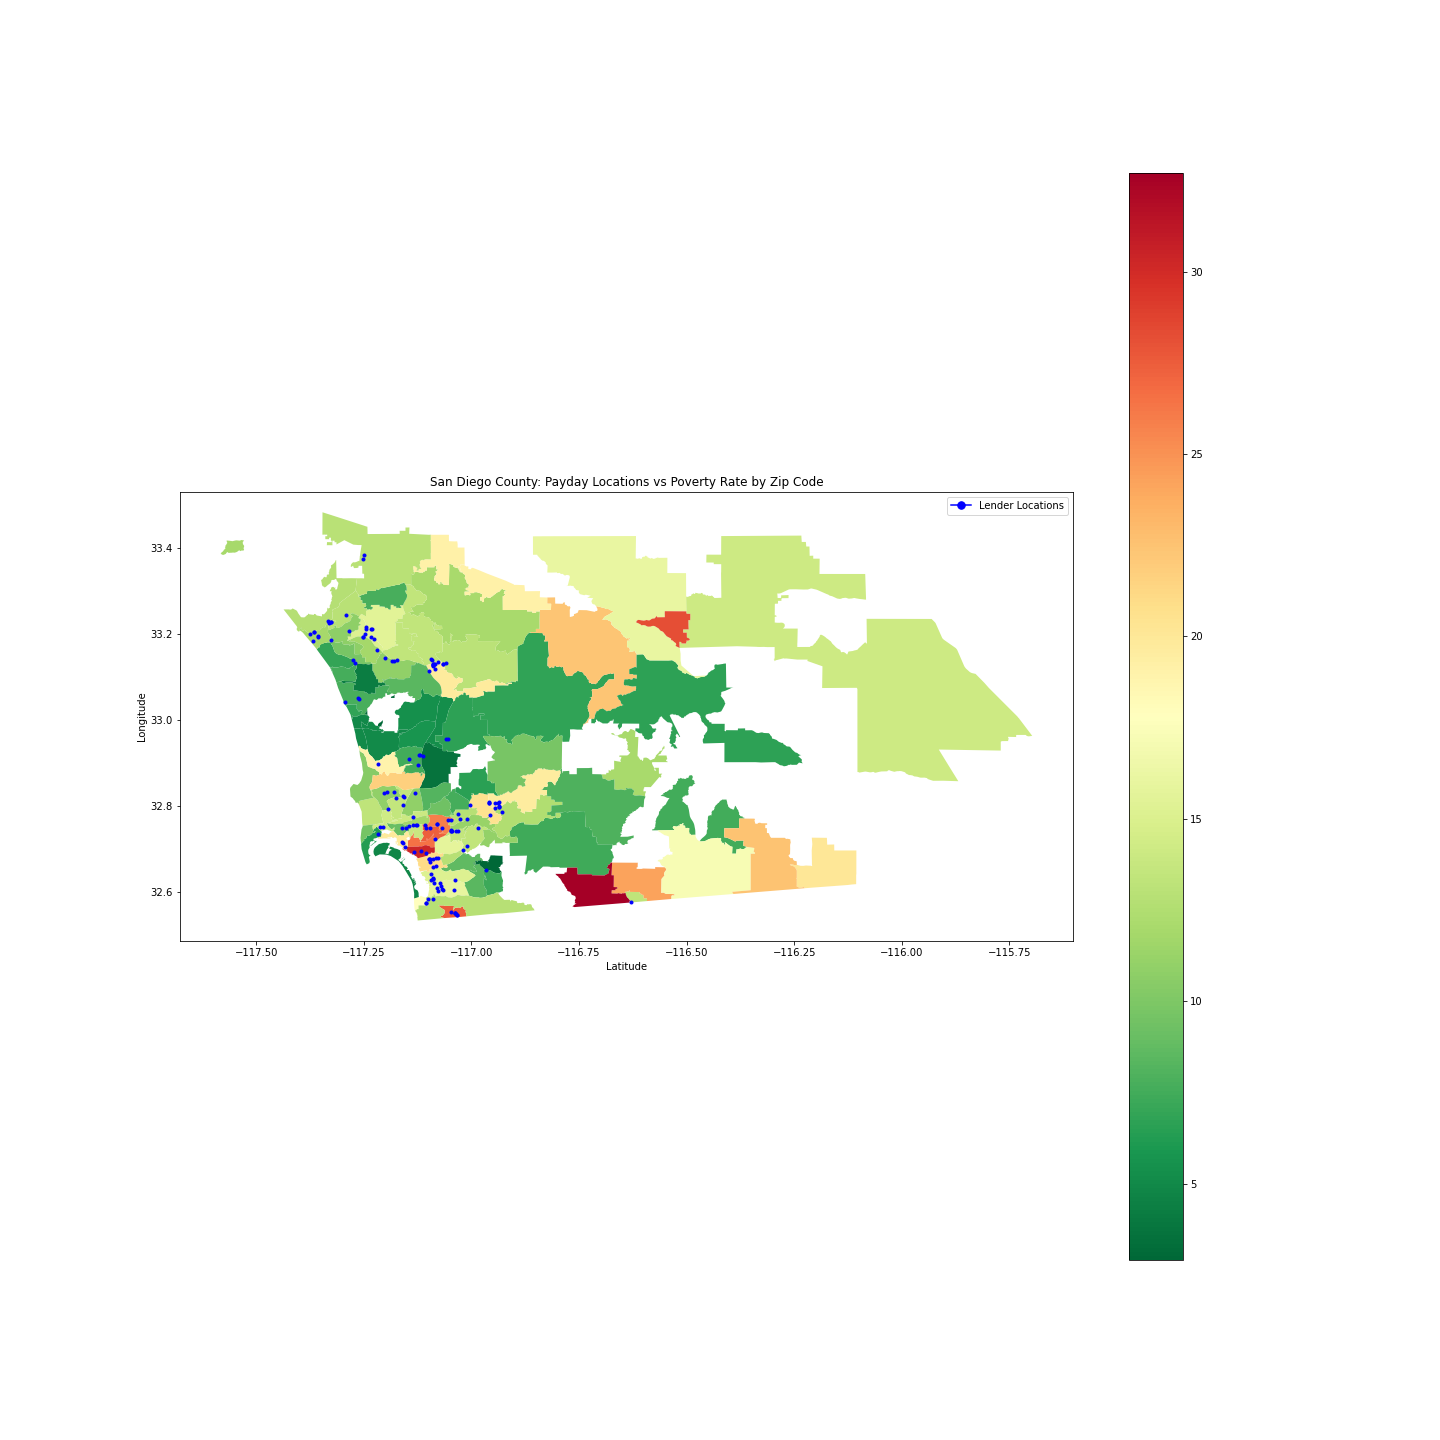 San Diego County: Payday Locations vs Poverty Rate by Zip Code
Lender Locations
33.4
33.2
33.0
32.8
32.6
Longitude
−117.50 −117.25 −117.00 −116.75 −116.50 −116.25 −116.00 −115.75
Latitude
30
25
20
15
10
5